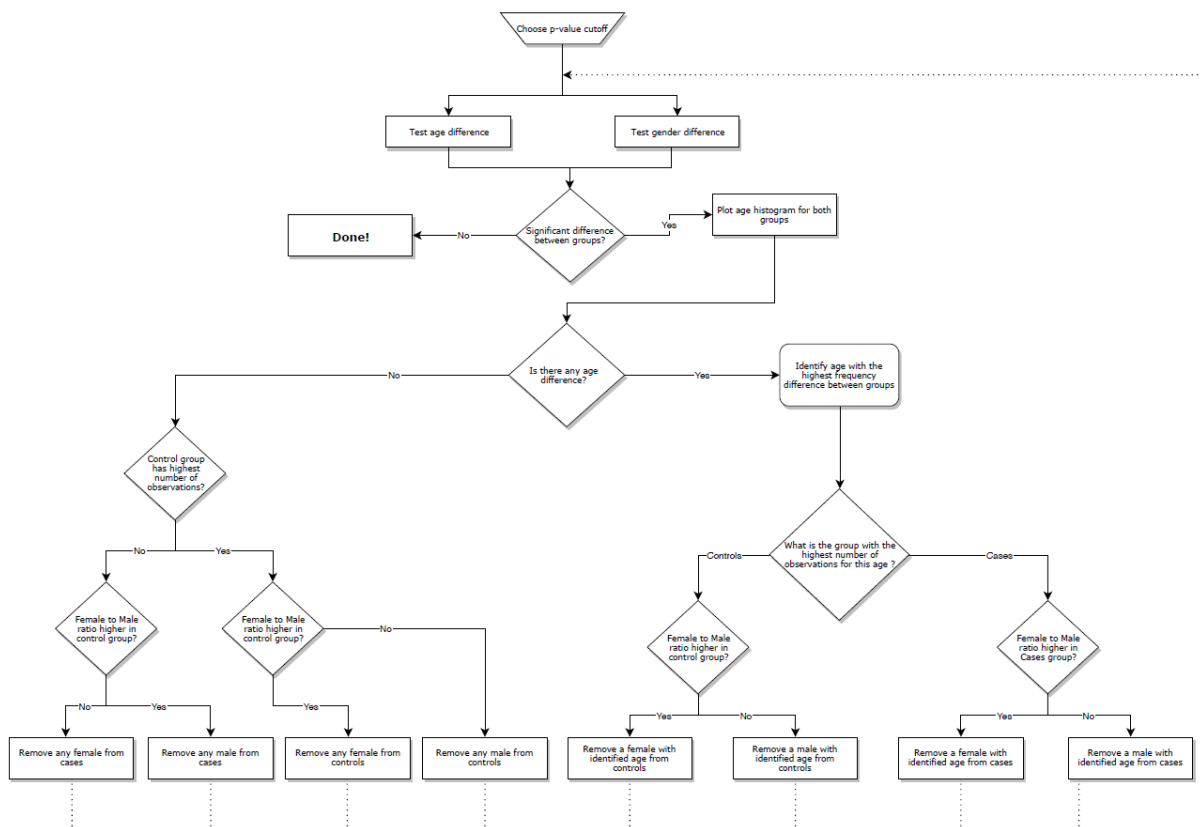 Choose p-value cutoff
Test age difference
Test gender difference
Done!
No
Significant difference
between groups?
Yes
Plot age histogram for both
groups
No
Is there any age
difference?
Yes
Identify age with the
highest frequency
difference between groups
Control group
has highest
number of
observations?
No
Yes
Controls
What is the group with the
highest number of
observations for this age ?
Cases
Female to Male
ratio higher in
control group?
Female to Male
ratio higher in
control group?
No
Female to Male
ratio higher in
control group?
Female to Male
ratio higher in
Cases group?
No
Yes
Yes
Yes
No
Yes
No
Remove any female from
cases
Remove any male from
cases
Remove any female from
controls
Remove any male from
controls
Remove a female with
identified age from
controls
Remove a male with
identified age from
controls
Remove a female with
identified age from cases
Remove a male with
identified age from cases